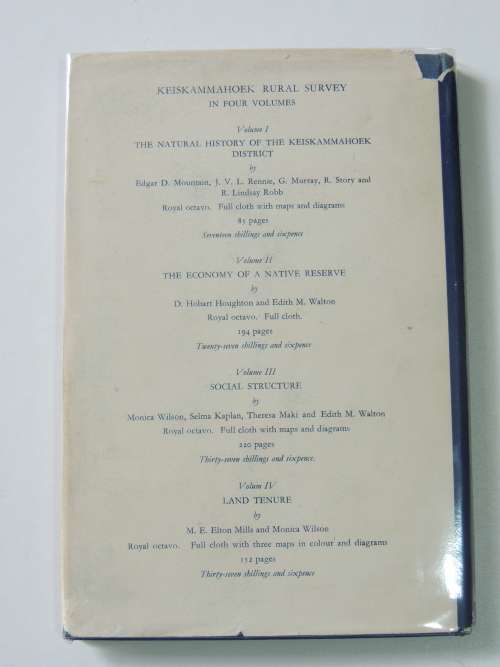 KEISKAMMAHOEK RURAL SURVEY
IN FOUR VOLUMES
Volume I
THE NATURAL HISTORY OF THE KEISKAMMAHOEK
DISTRICT
by
Edgar D. Mountain, J. V. L. Rennie, G. Murray, R. Story and
R. Lindsay Robb
Royal octavo. Full cloth with maps and diagrams
85 pages
Seventeen shillings and sixpence
Volume II
THE ECONOMY OF A NATIVE RESERVE
by
D. Hobart Houghton and Edith M. Walton
Royal octavo. Full cloth.
194 pages
Twenty-seven shillings and sixpence
Volume III
SOCIAL STRUCTURE
by
Monica Wilson, Selma Kaplan, Theresa Maki and Edith M. Walton
Royal octavo. Full cloth with maps and diagrams
220 pages
Thirty-seven shillings and sixpence.
Volum IV
LAND TENURE
by
M. E. Elton Mills and Monica Wilson
Royal octavo. Full cloth with three maps in colour and diagrams
152 pages
Thirty-seven shillings and sixpence